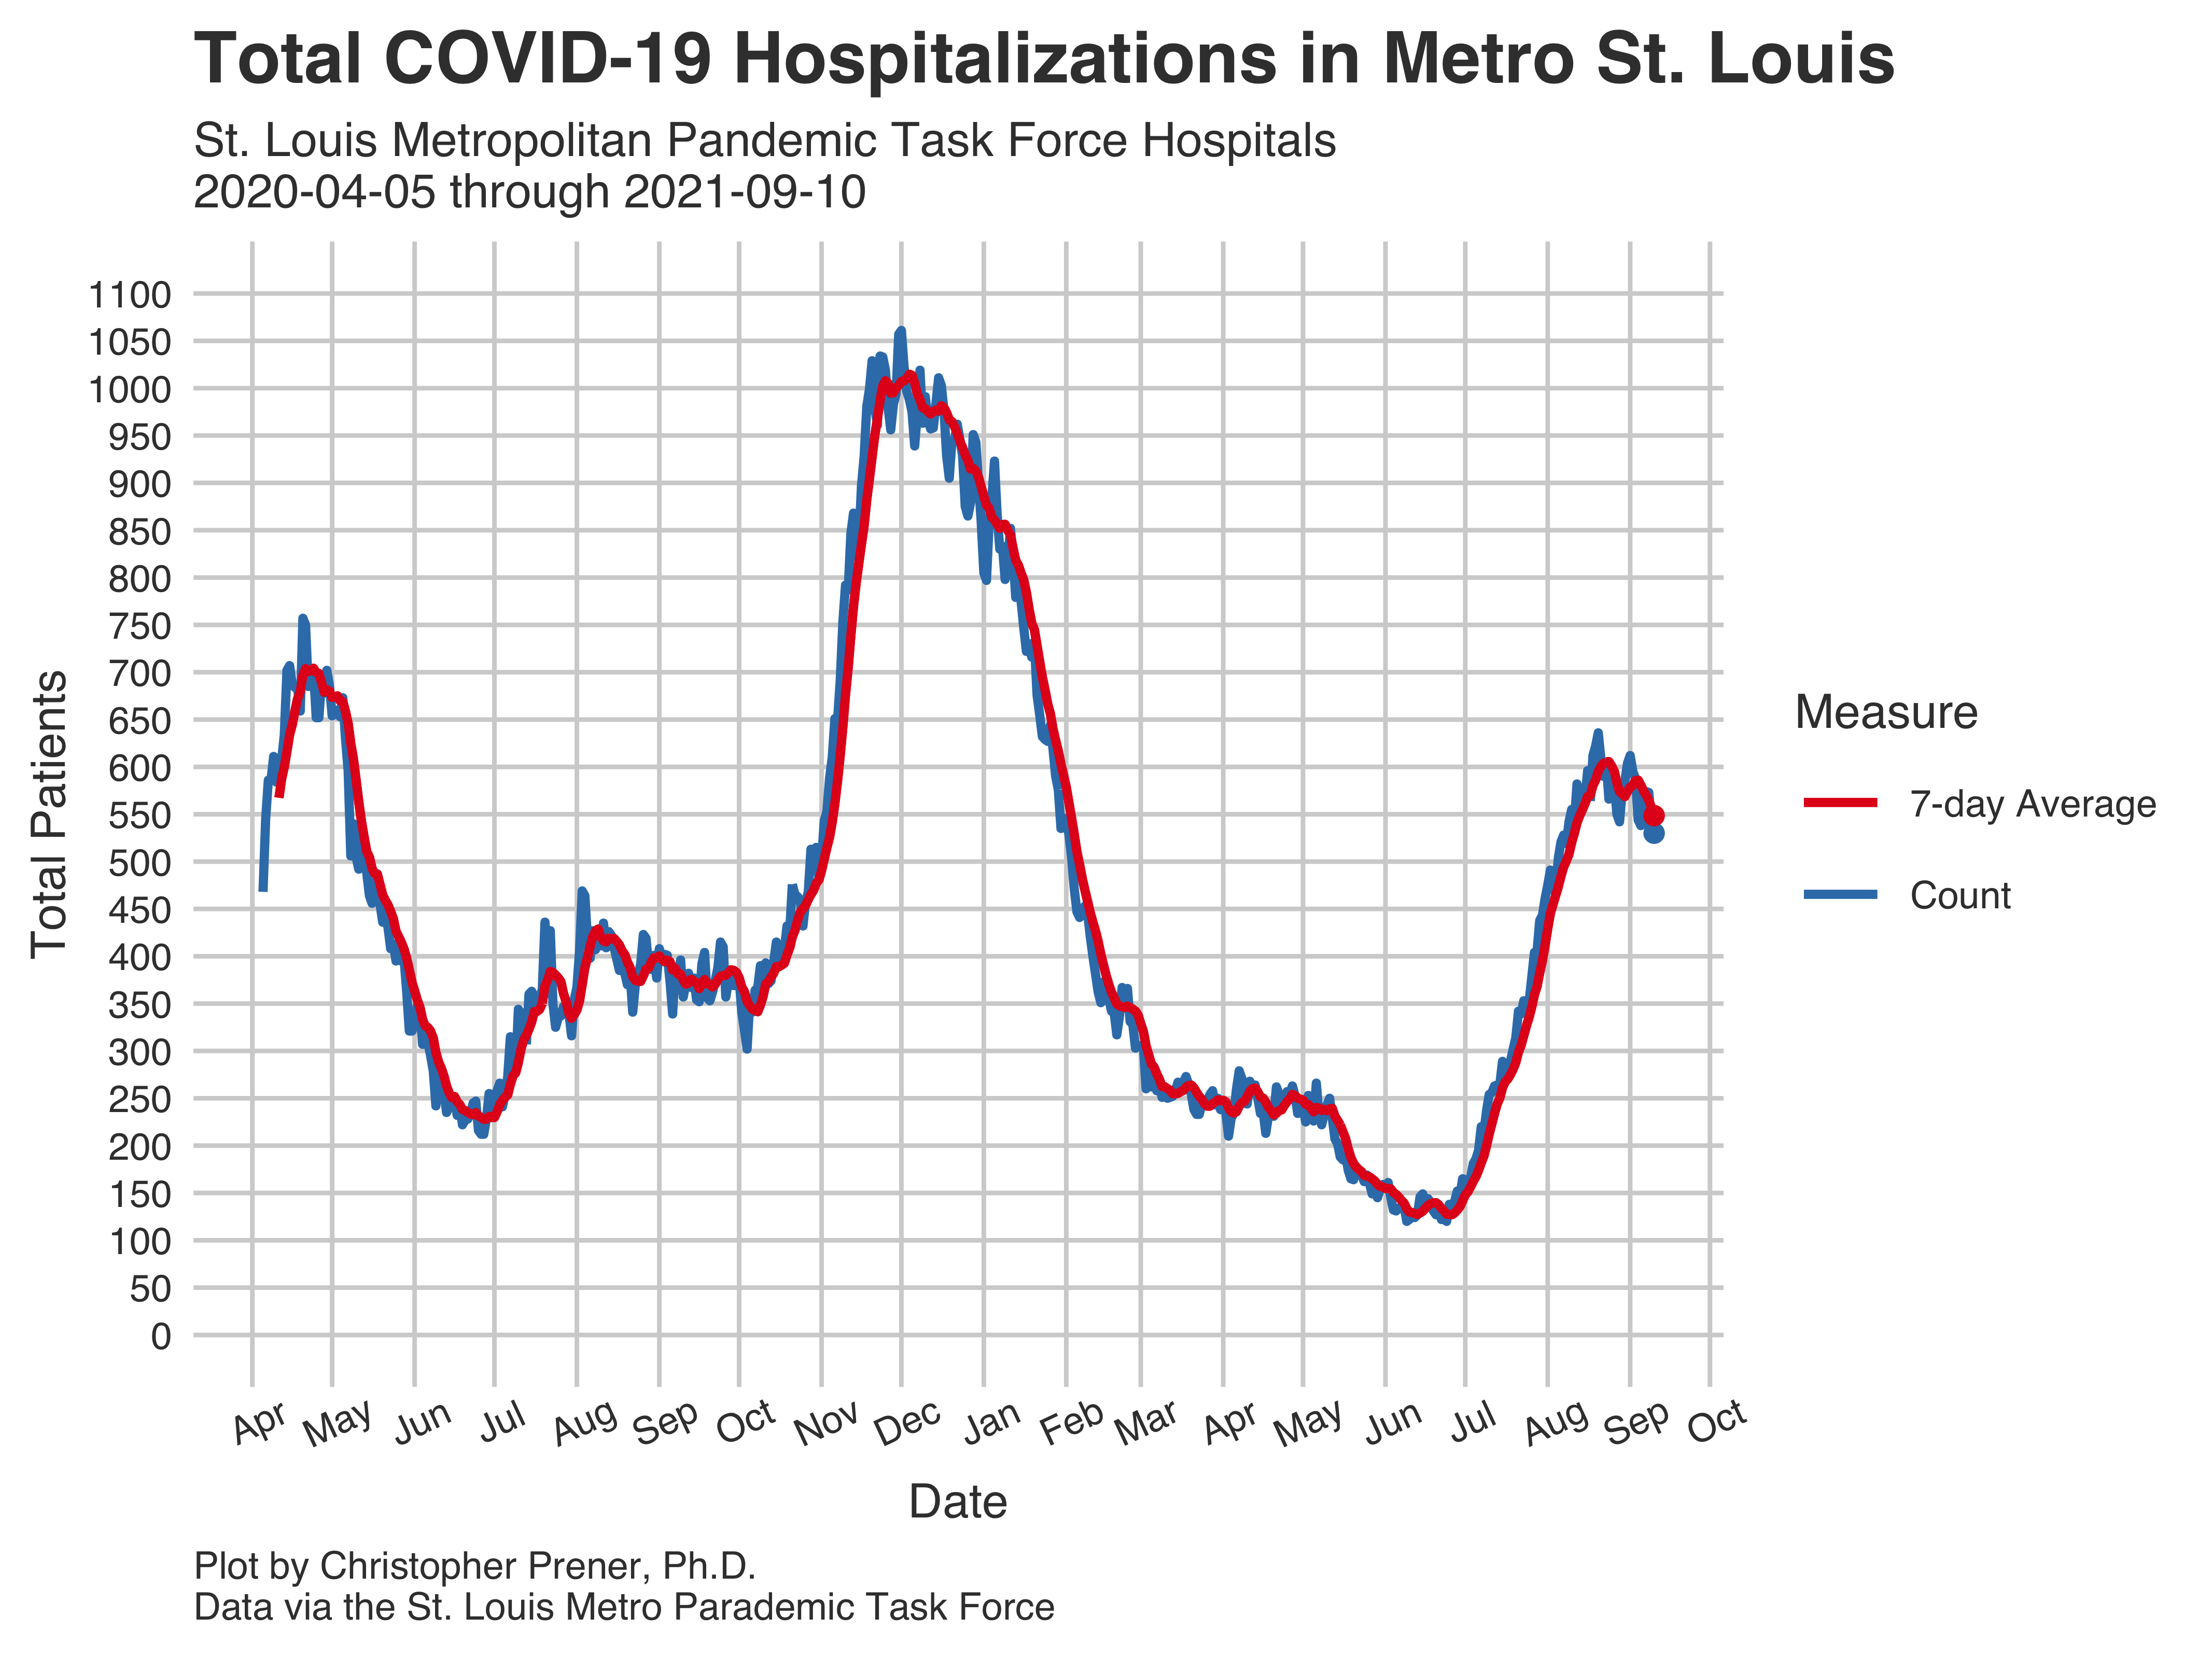 Total COVID-19 Hospitalizations in Metro St. Louis
St. Louis Metropolitan Pandemic Task Force Hospitals
2020-04-05 through 2021-09-10
1100
1050
1000
950
900
850
800
750
700
650
600
550
500
450
400
350
300
250
200
150
100
50
0
Total Patients
Apr May Jun Jul Aug Sep Oct Nov Dec Jan Feb Mar Apr May Jun Jul Aug Sep Oct
Date
Measure
7-day Average
Count
Plot by Christopher Prener, Ph.D.
Data via the St. Louis Metro Parademic Task Force